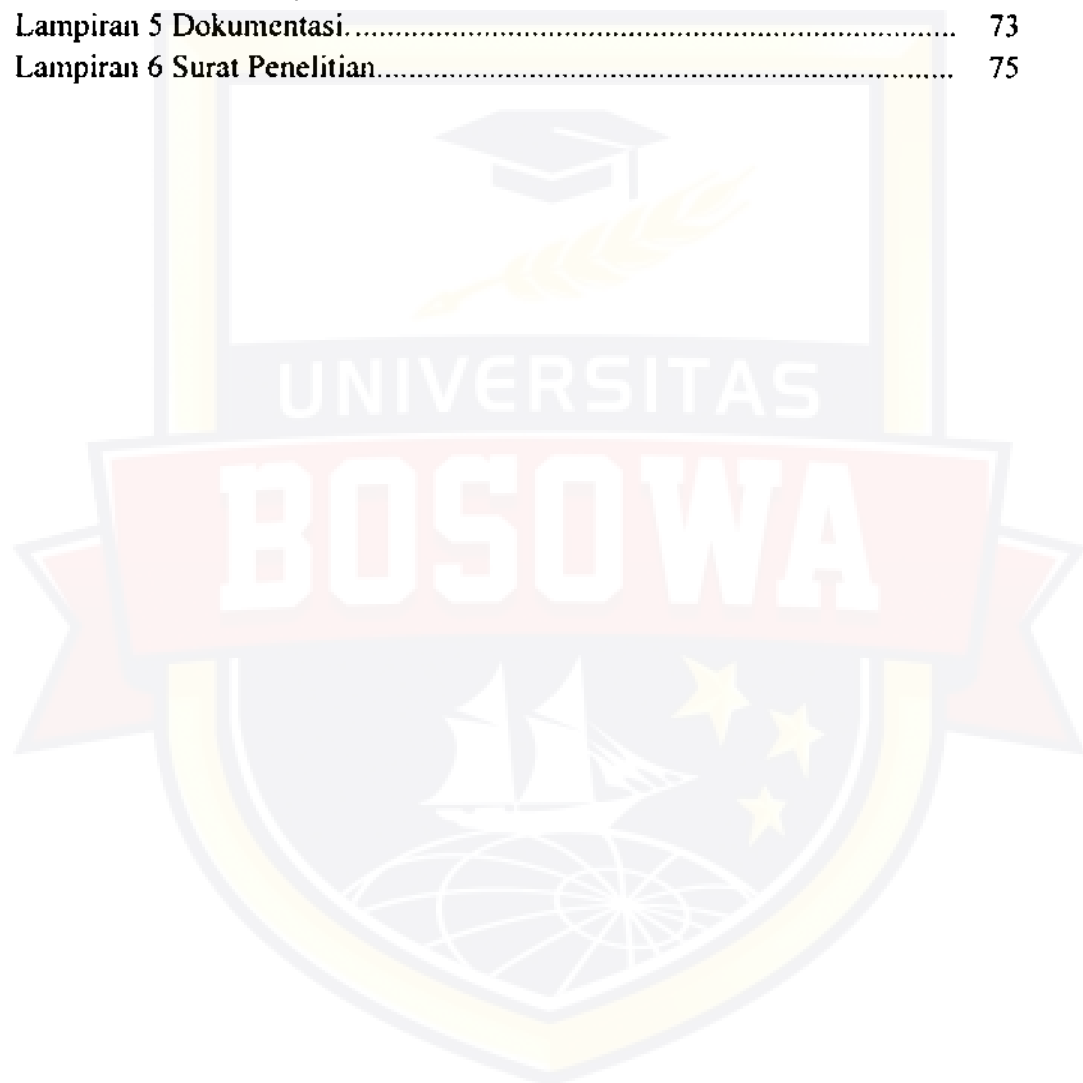 Lampiran 5 Dokumentasi........................................................................... 73
Lampiran 6 Surat Penelitian....................................................................... 75
UNIVERSITAS
BOSOWA